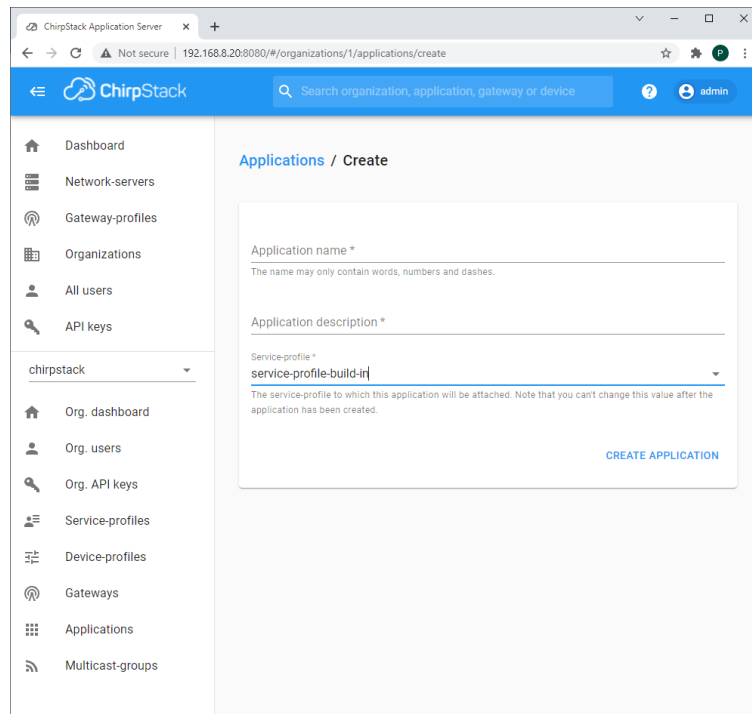 ChirpStack Application Server
Not secure | 192.168.8.20:8080/#/organizations/1/applications/create
P
ChirpStack
Search organization, application, gateway or device
?
admin
Dashboard
Network-servers
Gateway-profiles
Organizations
All users
API keys
chirpstack
Org. dashboard
Org. users
Org. API keys
Service-profiles
Device-profiles
Gateways
Applications
Multicast-groups
Applications / Create
Application name *
The name may only contain words, numbers and dashes.
Application description *
Service-profile *
service-profile-build-in
The service-profile to which this application will be attached. Note that you can't change this value after the
application has been created.
CREATE APPLICATION